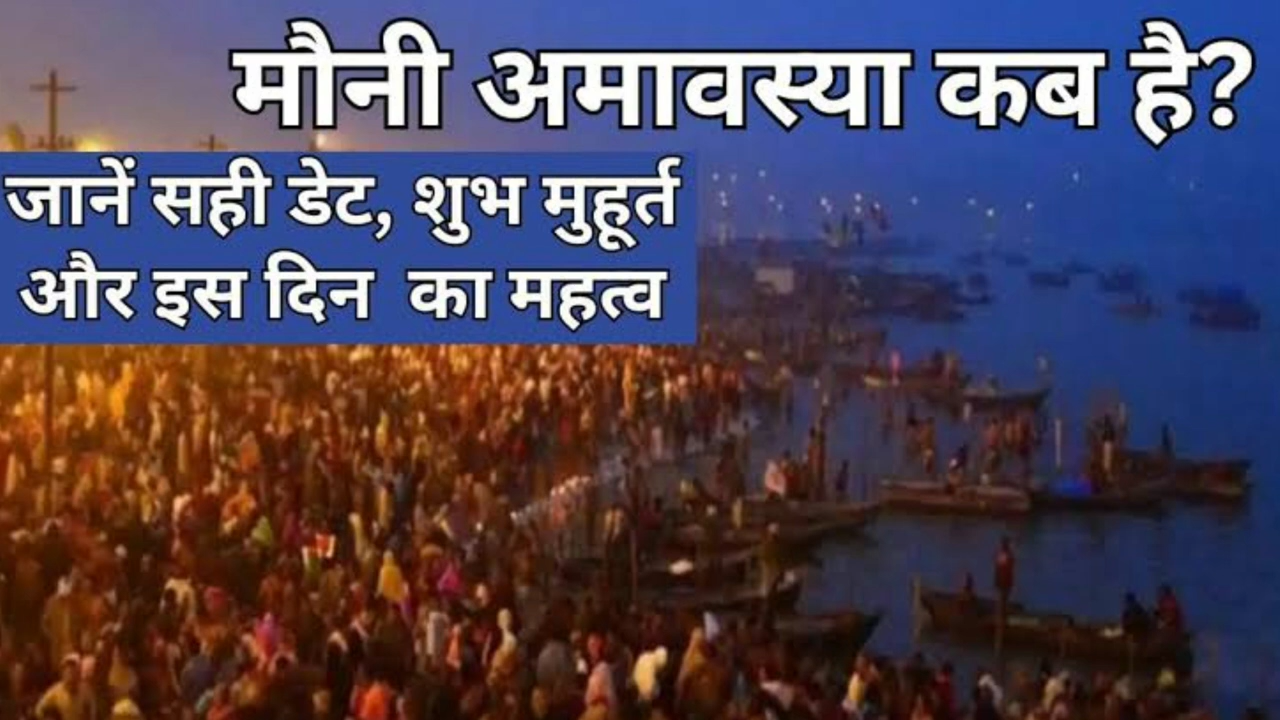 मौनी अमावस्या कब है?
जानें सही डेट, शुभ मुहूर्त
और इस दिन का महत्व